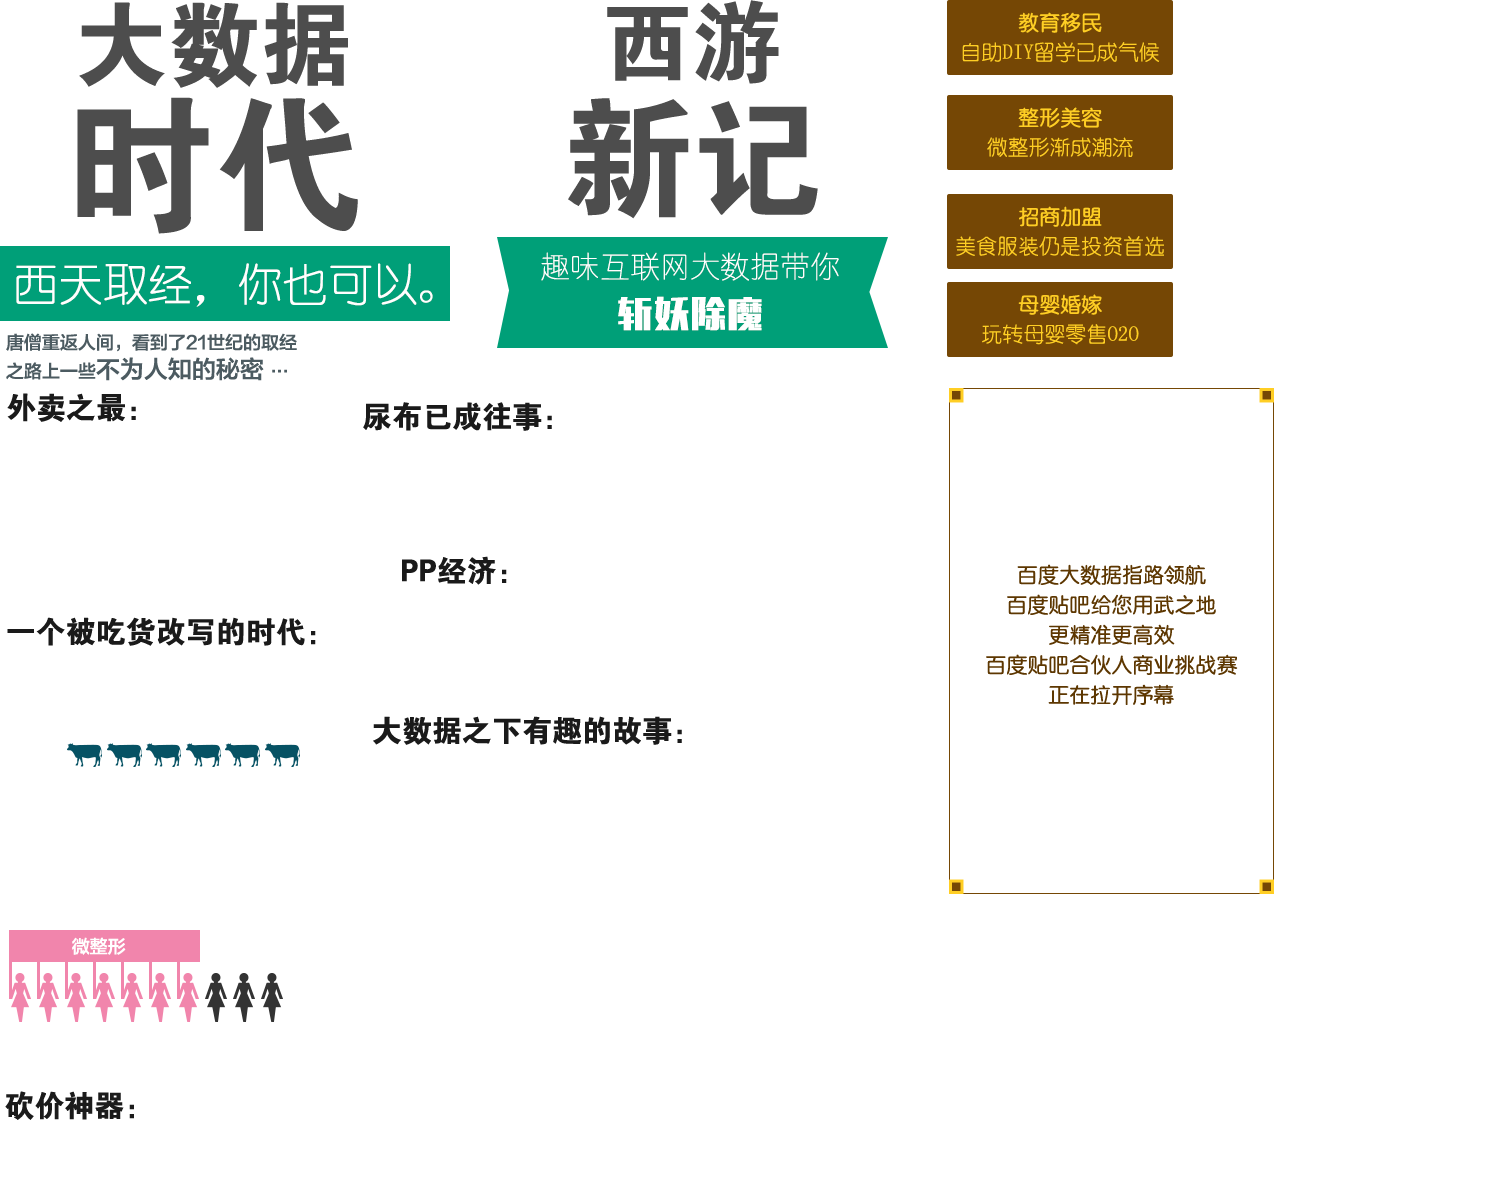 大数据
时代
西天取经，你也可以。
唐僧重返人间，看到了21世纪的取经
之路上一些不为人知的秘密 …
外卖之最：
一个被吃货改写的时代：
微整形
砍价神器：
西游
新记
趣味互联网大数据带你
斩妖除魔
尿布已成往事：
PP经济：
大数据之下有趣的故事：
教育移民
自助DIY留学已成气候
整形美容
微整形渐成潮流
招商加盟
美食服装仍是投资首选
母婴婚嫁
玩转母婴零售O2O
百度大数据指路领航
百度贴吧给您用武之地
更精准更高效
百度贴吧合伙人商业挑战赛
正在拉开序幕